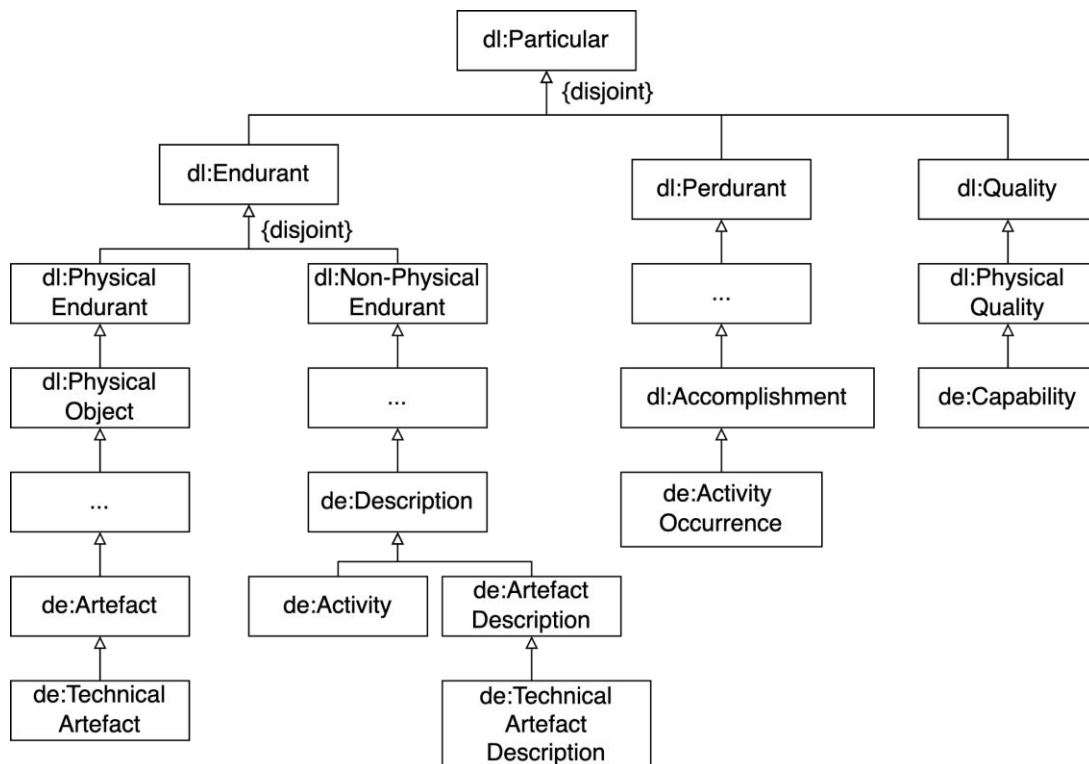 dl:Particular
{disjoint}
dl:Endurant
dl:Perdurant
dl:Quality
{disjoint}
dl:Physical
Endurant
dl:Non-Physical
Endurant
...
dl:Physical
Quality
dl:Physical
Object
...
dl:Accomplishment
de:Capability
...
de:Description
de:Activity
Occurrence
de:Artefact
de:Activity
de:Artefact
Description
de:Technical
Artefact
de:Technical
Artefact
Description